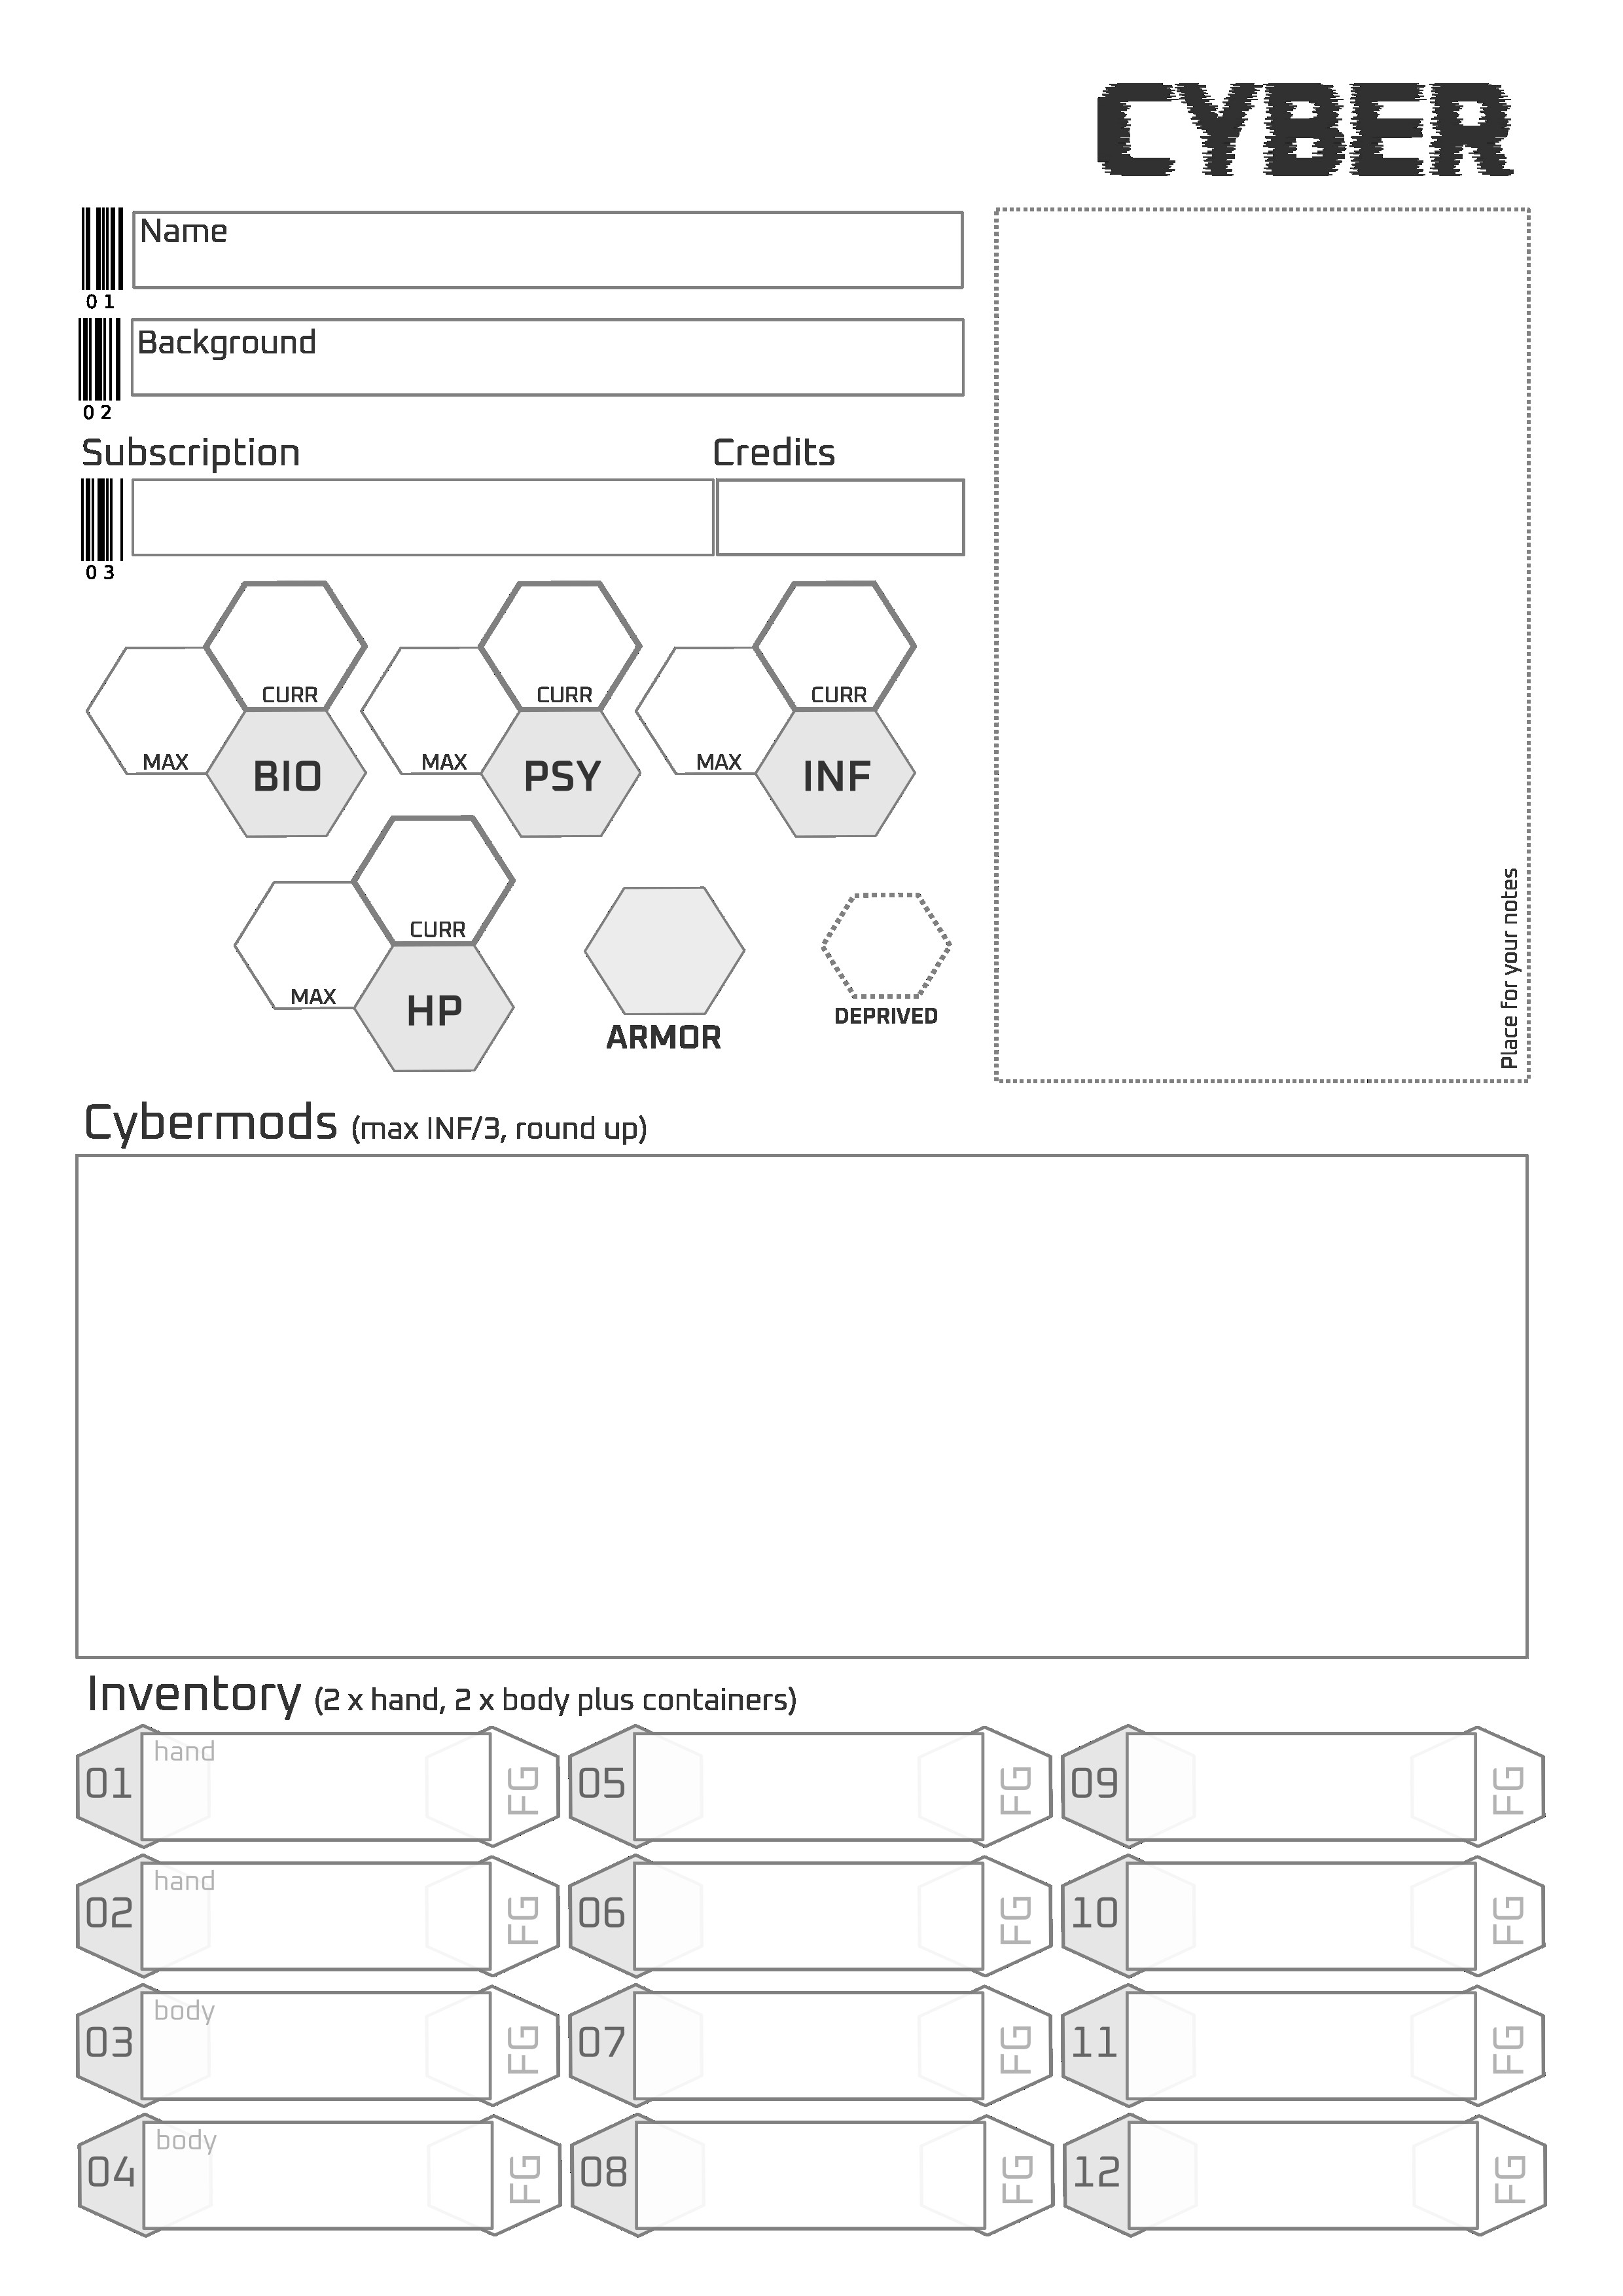 CYBER
Name
01
Background
02
Subscription Credits
03
CURR CURR CURR
MAX MAX MAX
BIO PSY INF
CURR
MAX
HP
ARMOR
DEPRIVED
Place for your notes
Cybermods (max INF/3, round up)
Inventory (2 x hand, 2 x body plus containers)
01 hand FG 05 FG 09 FG
02 hand FG 06 FG 10 FG
03 body FG 07 FG 11 FG
04 body FG 08 FG 12 FG